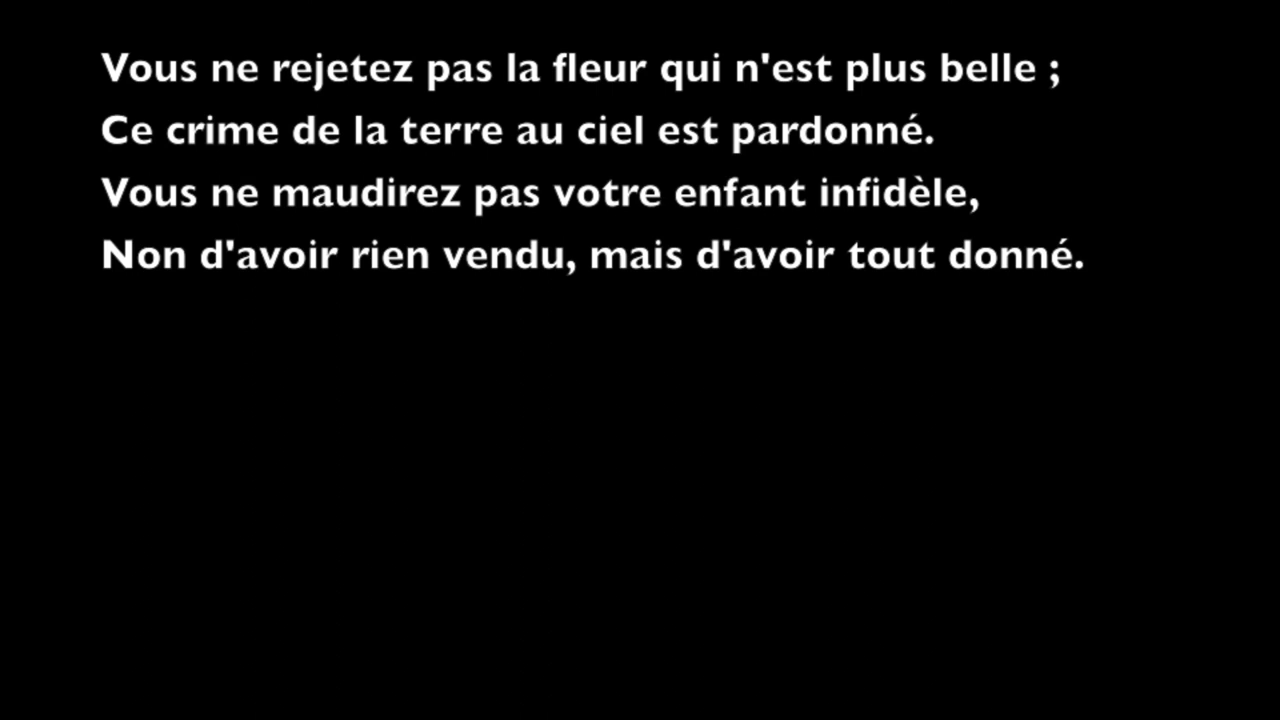 Vous ne rejetez pas la fleur qui n'est plus belle ;
Ce crime de la terre au ciel est pardonné.
Vous ne maudirez pas votre enfant infidèle,
Non d'avoir rien vendu, mais d'avoir tout donné.